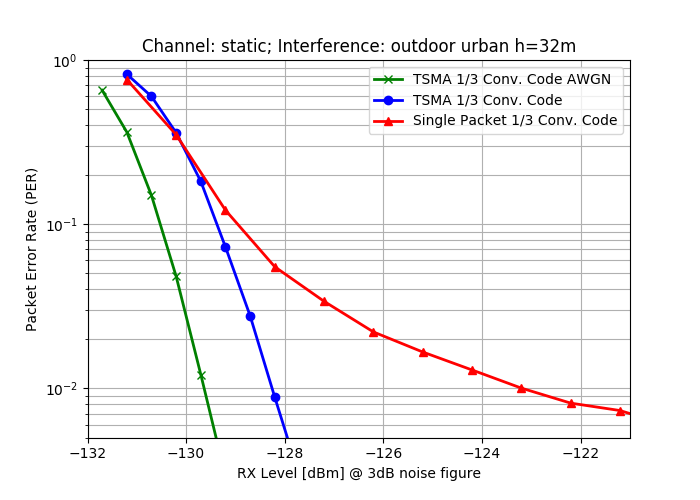 Channel: static; Interference: outdoor urban h=32m
TSMA 1/3 Conv. Code AWGN
TSMA 1/3 Conv. Code
Single Packet 1/3 Conv. Code
Packet Error Rate (PER)
10⁰
10⁻¹
10⁻²
−132 −130 −128 −126 −124 −122
RX Level [dBm] @ 3dB noise figure